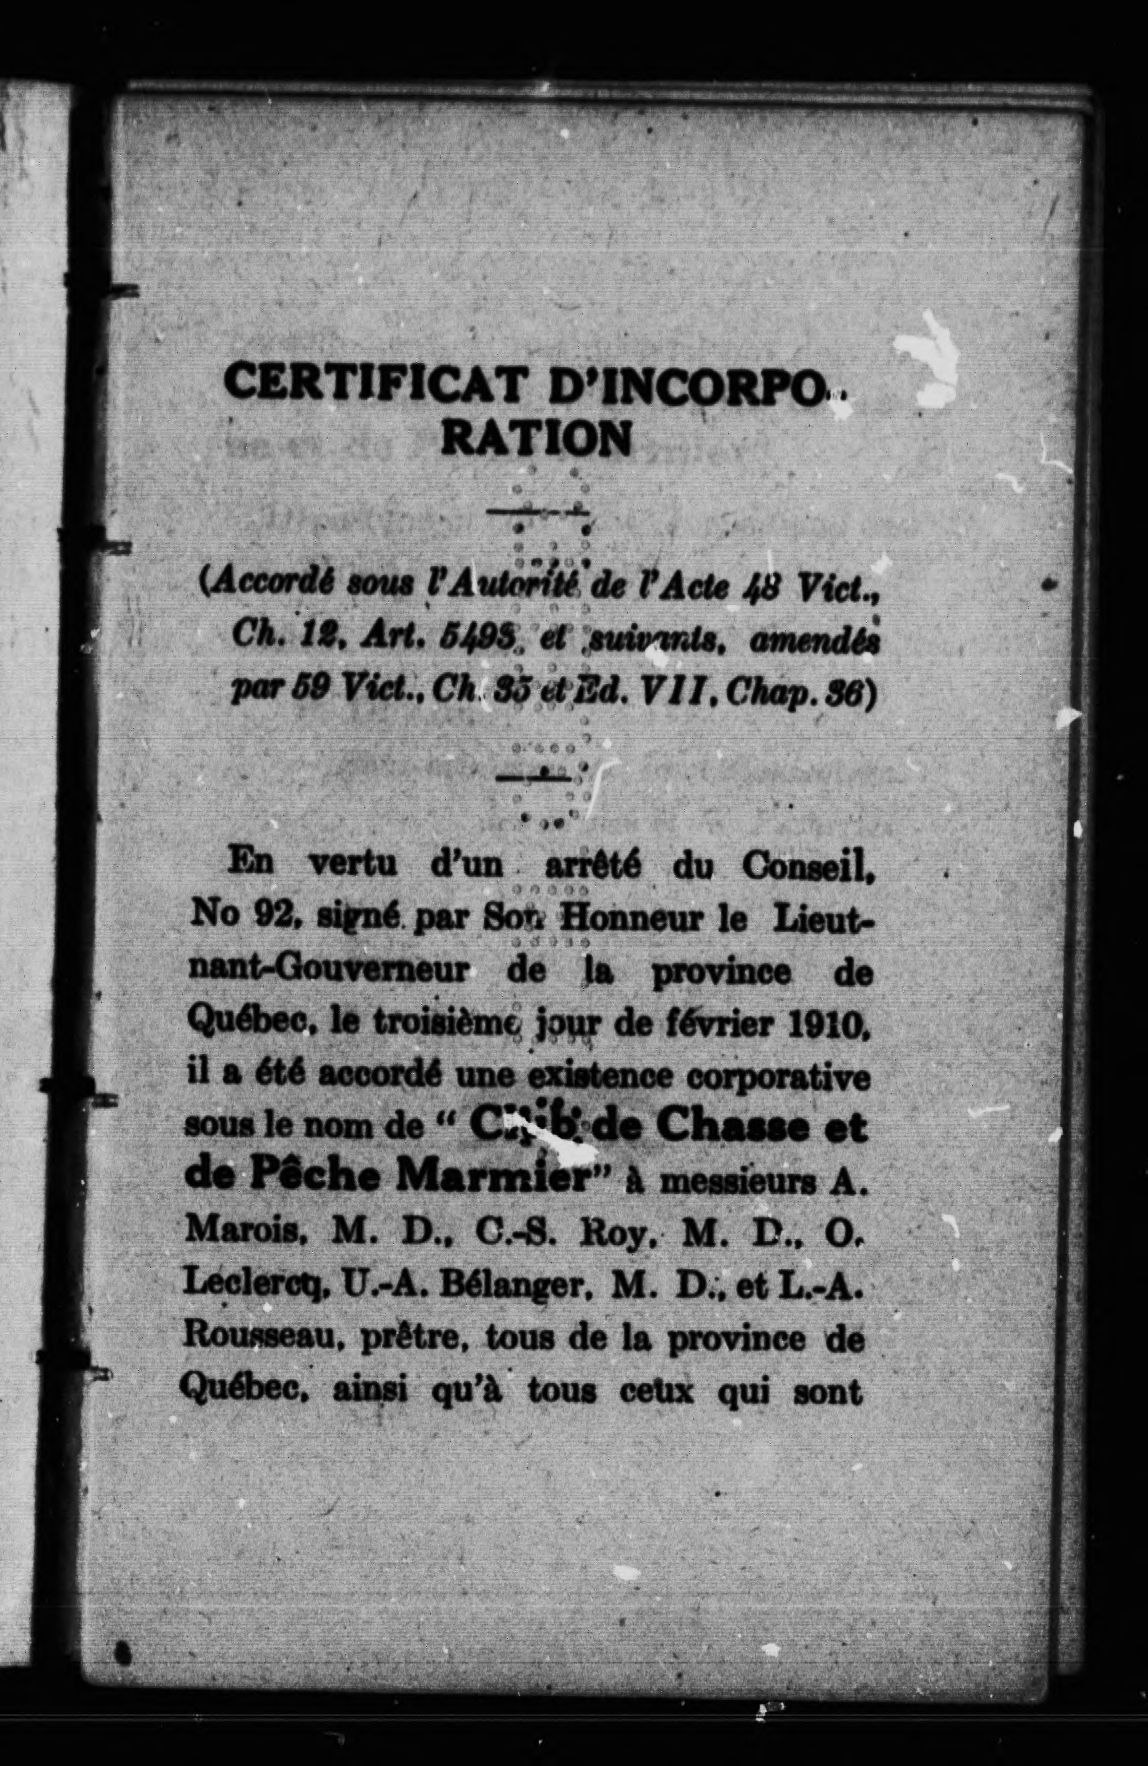 CERTIFICAT D'INCORPO-
RATION
(Accordé sous l'Autorité de l'Acte 48 Vict.,
Ch. 12, Art. 5498, et suivants, amendés
par 59 Vict., Ch. 35 et Ed. VII, Chap. 36)
En vertu d'un arrêté du Conseil,
No 92, signé par Son Honneur le Lieut-
nant-Gouverneur de la province de
Québec, le troisième jour de février 1910,
il a été accordé une existence corporative
sous le nom de " Club de Chasse et
de Pêche Marmier" à messieurs A.
Marois, M. D., C.-S. Roy, M. D., O.
Leclercq, U.-A. Bélanger, M. D., et L.-A.
Rousseau, prêtre, tous de la province de
Québec, ainsi qu'à tous ceux qui sont